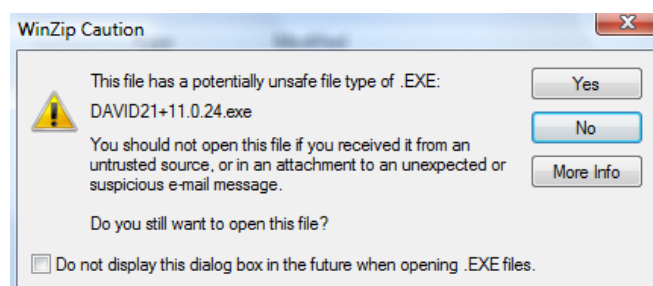 WinZip Caution
This file has a potentially unsafe file type of .EXE:
Yes
DAVID21+11.0.24.exe
No
You should not open this file if you received it from an
untrusted source, or in an attachment to an unexpected or
suspicious e-mail message.
More Info
Do you still want to open this file?
Do not display this dialog box in the future when opening .EXE files.